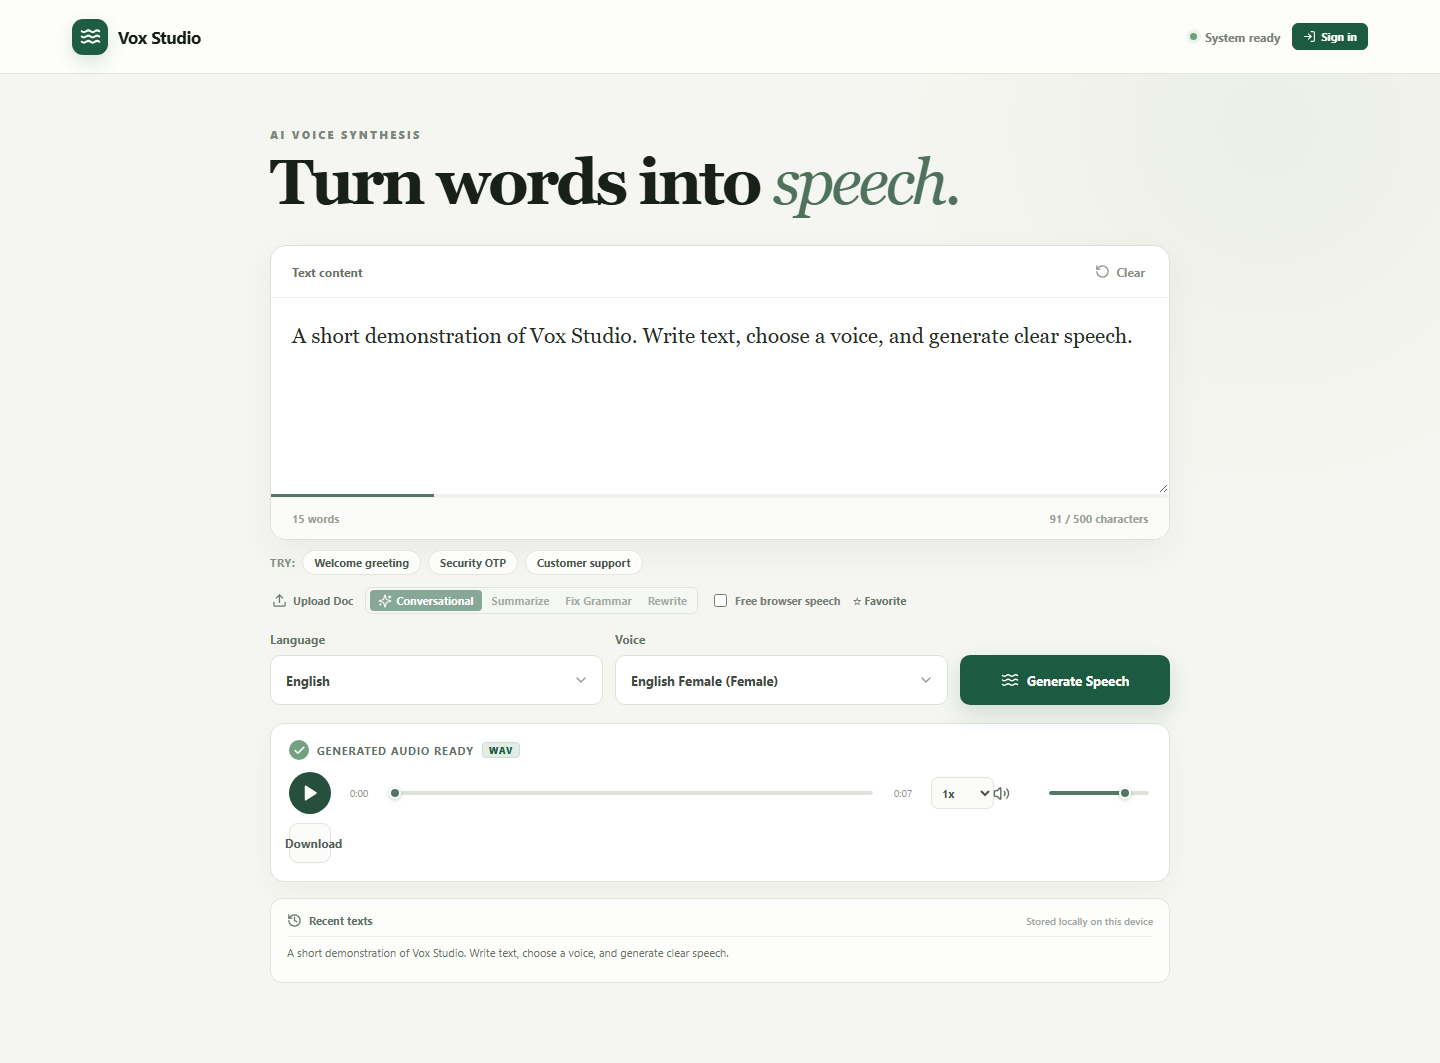 Vox Studio
System ready
Sign in
AI VOICE SYNTHESIS
Turn words into speech.
Text content
Clear
A short demonstration of Vox Studio. Write text, choose a voice, and generate clear speech.
15 words
91 / 500 characters
TRY:
Welcome greeting
Security OTP
Customer support
Upload Doc
Conversational
Summarize
Fix Grammar
Rewrite
Free browser speech
☆ Favorite
Language
Voice
English
English Female (Female)
Generate Speech
GENERATED AUDIO READY
WAV
0:00
0:07
1x
Download
Recent texts
Stored locally on this device
A short demonstration of Vox Studio. Write text, choose a voice, and generate clear speech.